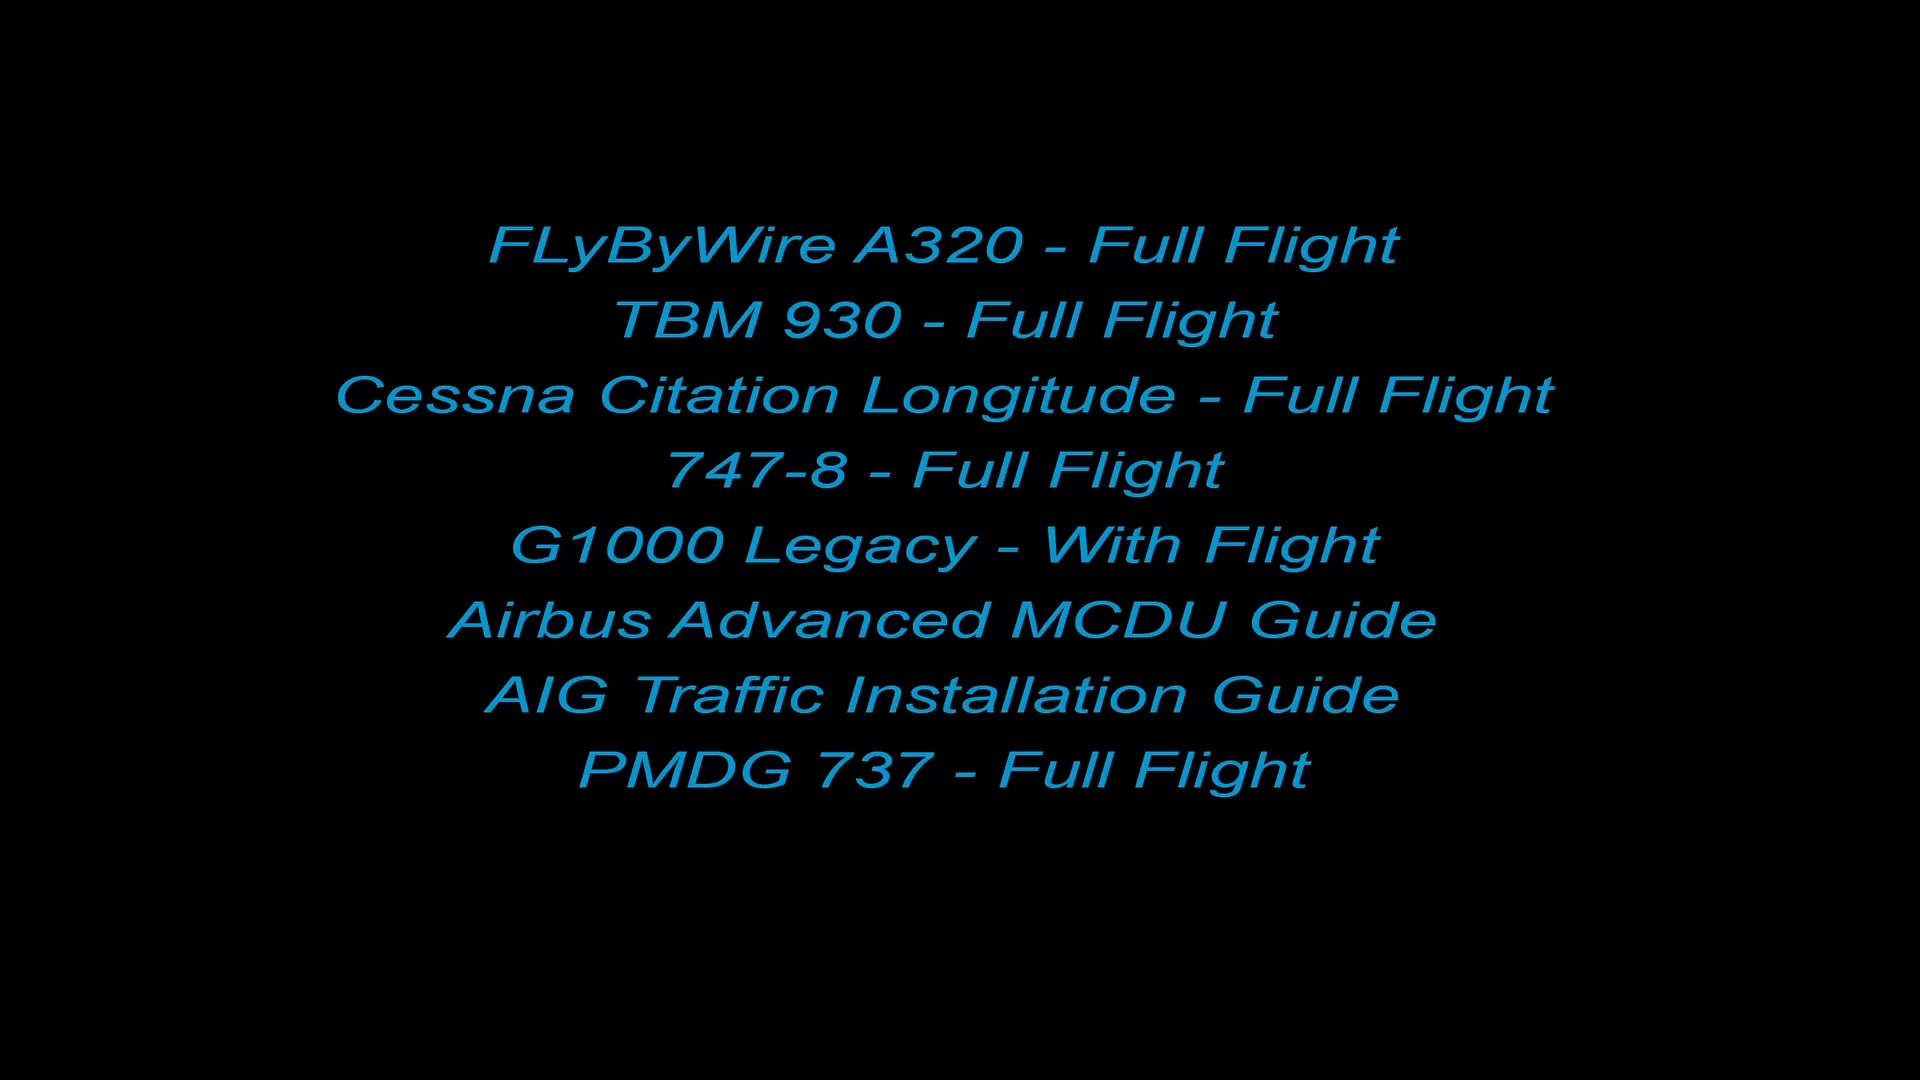 FLyByWire A320 - Full Flight
TBM 930 - Full Flight
Cessna Citation Longitude - Full Flight
747-8 - Full Flight
G1000 Legacy - With Flight
Airbus Advanced MCDU Guide
AIG Traffic Installation Guide
PMDG 737 - Full Flight